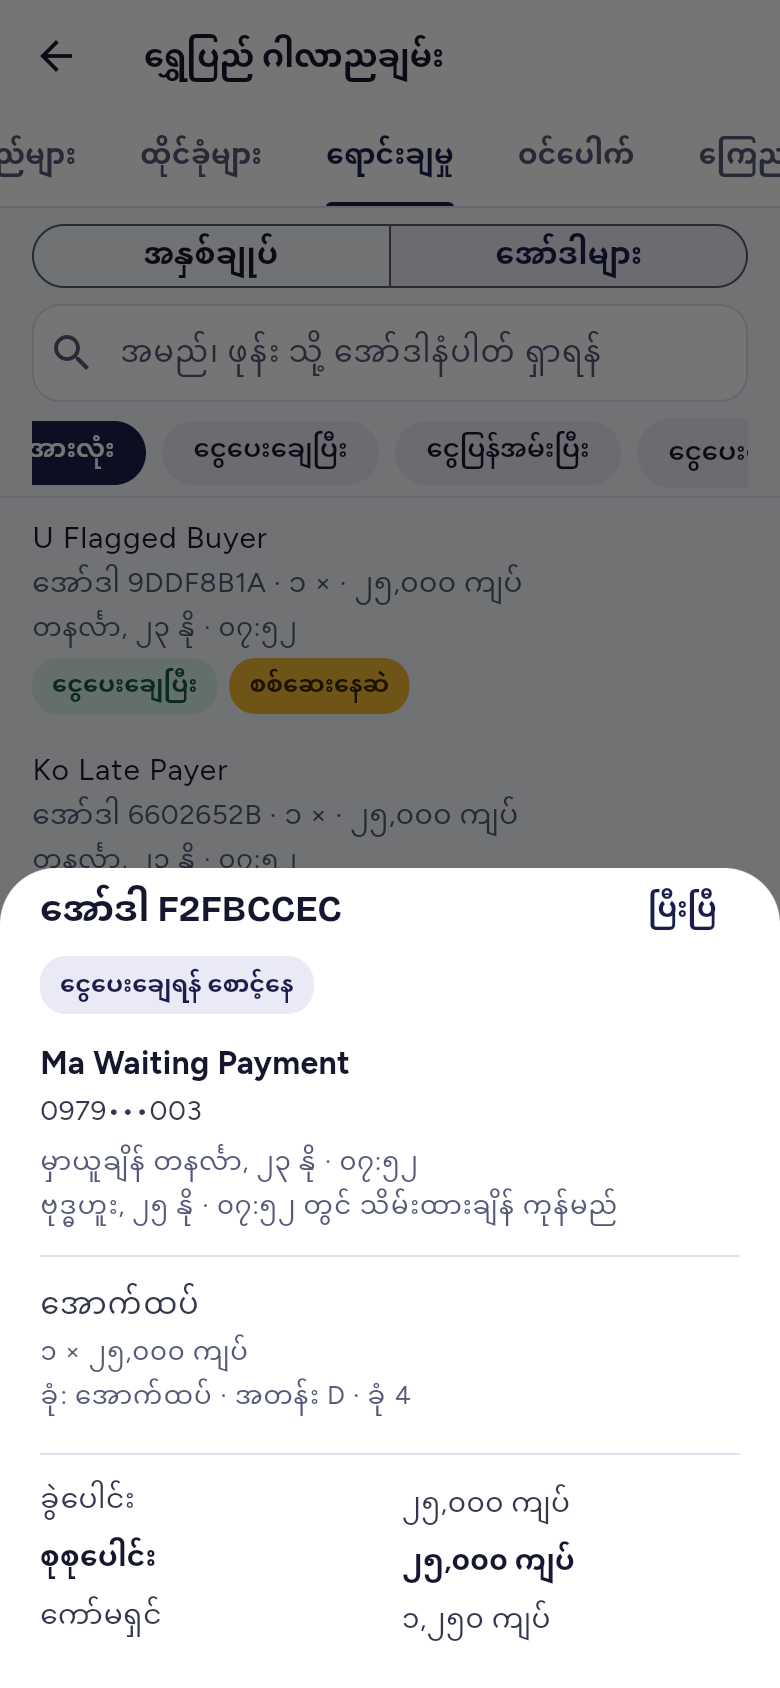 ရွှေပြည် ဂါလာညချမ်း
ည်များ ထိုင်ခုံများ ရောင်းချမှု ဝင်ပေါက် ကြေည
အနှစ်ချုပ် အော်ဒါများ
အမည်၊ ဖုန်း သို့ အော်ဒါနံပါတ် ရှာရန်
အားလုံး ငွေပေးချေပြီး ငွေပြန်အမ်းပြီး ငွေပေး
U Flagged Buyer
အော်ဒါ 9DDF8B1A · ၁ × · ၂၅,၀၀၀ ကျပ်
တနင်္လာ, ၂၃ နို · ၀၇:၅၂
ငွေပေးချေပြီး စစ်ဆေးနေဆဲ
Ko Late Payer
အော်ဒါ 6602652B · ၁ × · ၂၅,၀၀၀ ကျပ်
အော်ဒါ F2FBCCEC ပြီးပြီ
ငွေပေးချေရန် စောင့်နေ
Ma Waiting Payment
0979•••003
မှာယူချိန် တနင်္လာ, ၂၃ နို · ၀၇:၅၂
ဗုဒ္ဓဟူး, ၂၅ နို · ၀၇:၅၂ တွင် သိမ်းထားချိန် ကုန်မည်
အောက်ထပ်
၁ × ၂၅,၀၀၀ ကျပ်
ခုံ: အောက်ထပ် · အတန်း D · ခုံ 4
ခွဲပေါင်း ၂၅,၀၀၀ ကျပ်
စုစုပေါင်း ၂၅,၀၀၀ ကျပ်
ကော်မရှင် ၁,၂၅၀ ကျပ်